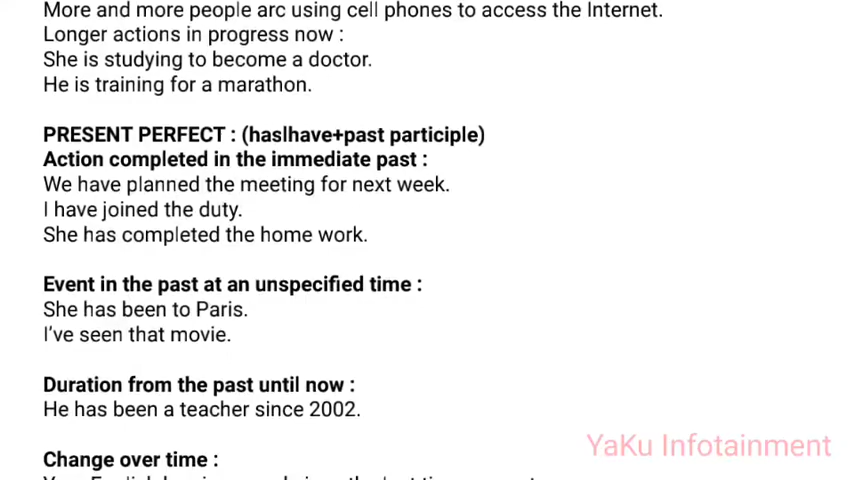 More and more people arc using cell phones to access the Internet.
Longer actions in progress now :
She is studying to become a doctor.
He is training for a marathon.
PRESENT PERFECT : (haslhave+past participle)
Action completed in the immediate past :
We have planned the meeting for next week.
I have joined the duty.
She has completed the home work.
Event in the past at an unspecified time :
She has been to Paris.
I've seen that movie.
Duration from the past until now :
He has been a teacher since 2002.
YaKu Infotainment
Change over time :